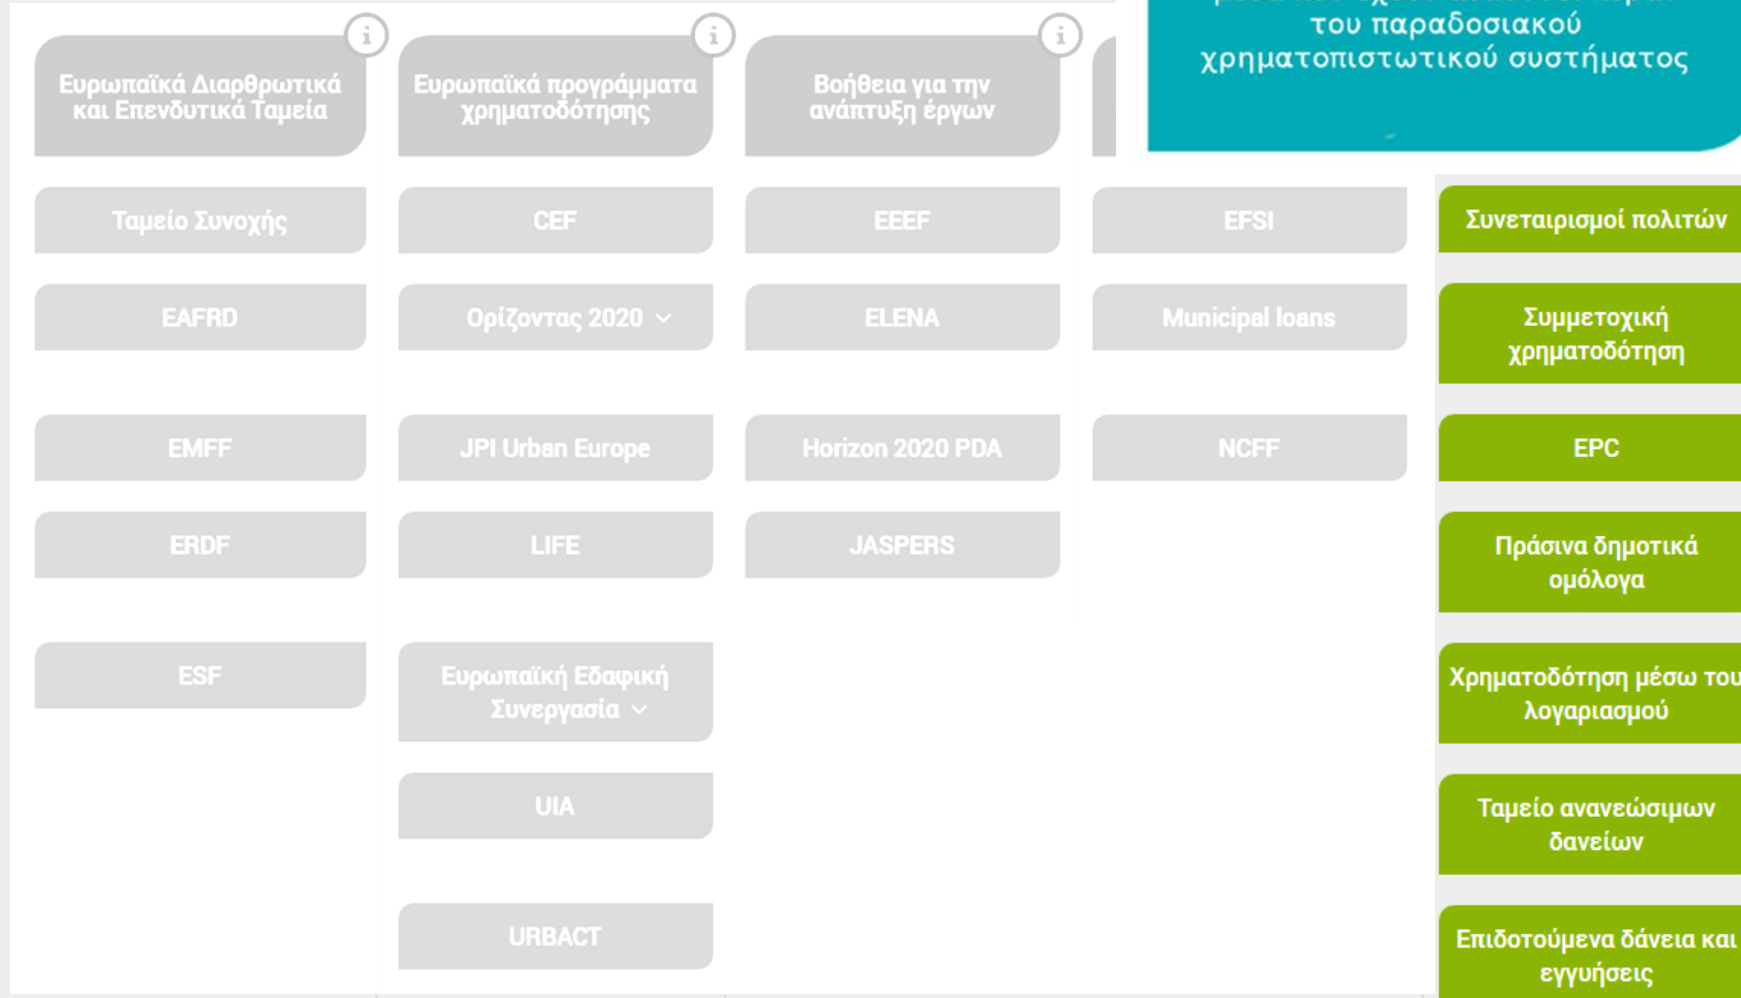 του παραδοσιακού
χρηματοπιστωτικού συστήματος
Ευρωπαϊκά Διαρθρωτικά
και Επενδυτικά Ταμεία
Ευρωπαϊκά προγράμματα
χρηματοδότησης
Βοήθεια για την
ανάπτυξη έργων
Ταμείο Συνοχής
CEF
EEEF
EFSI
Συνεταιρισμοί πολιτών
EAFRD
Ορίζοντας 2020
ELENA
Municipal loans
Συμμετοχική
χρηματοδότηση
EMFF
JPI Urban Europe
Horizon 2020 PDA
NCFF
EPC
ERDF
LIFE
JASPERS
Πράσινα δημοτικά
ομόλογα
ESF
Ευρωπαϊκή Εδαφική
Συνεργασία
Χρηματοδότηση μέσω του
λογαριασμού
UIA
Ταμείο ανανεώσιμων
δανείων
URBACT
Επιδοτούμενα δάνεια και
εγγυήσεις